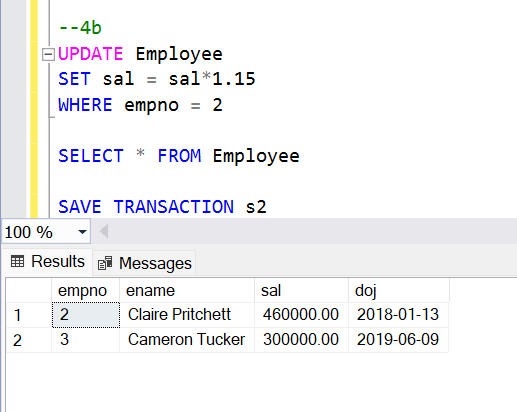 --4b
UPDATE Employee
SET sal = sal*1.15
WHERE empno = 2
SELECT * FROM Employee
SAVE TRANSACTION s2
100 %
Results Messages
empno ename sal doj
1 2 Claire Pritchett 460000.00 2018-01-13
2 3 Cameron Tucker 300000.00 2019-06-09